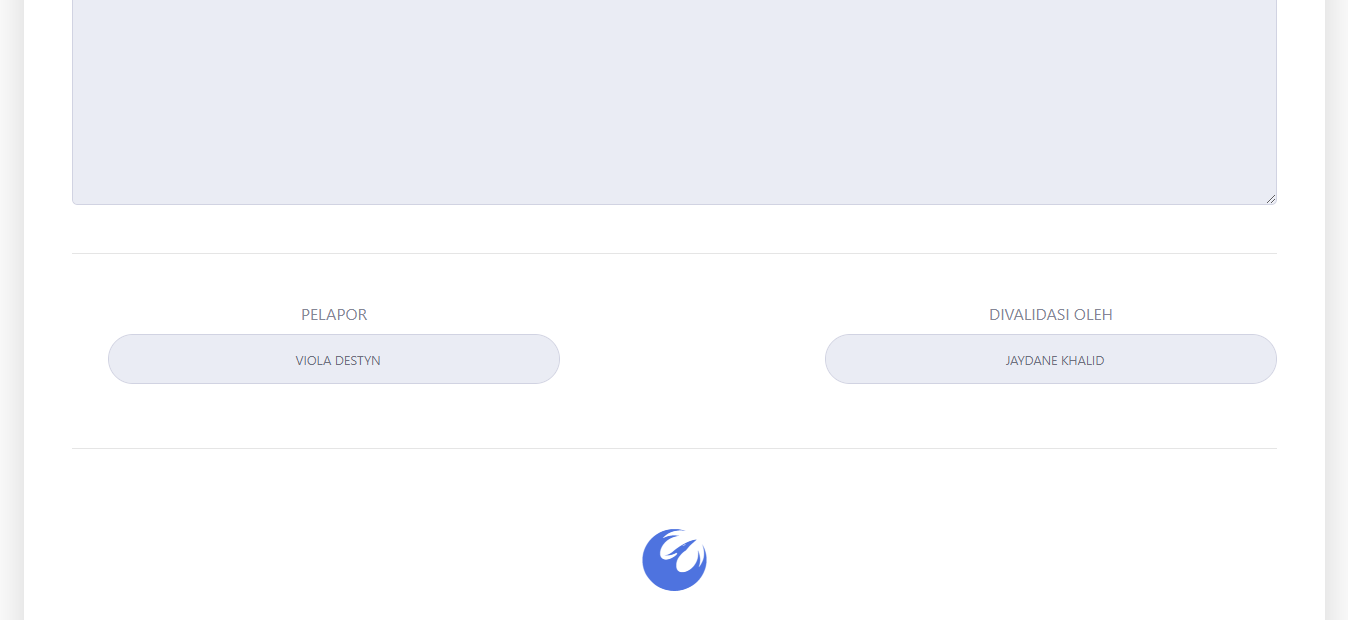 PELAPOR
DIVALIDASI OLEH
VIOLA DESTYN
JAYDANE KHALID